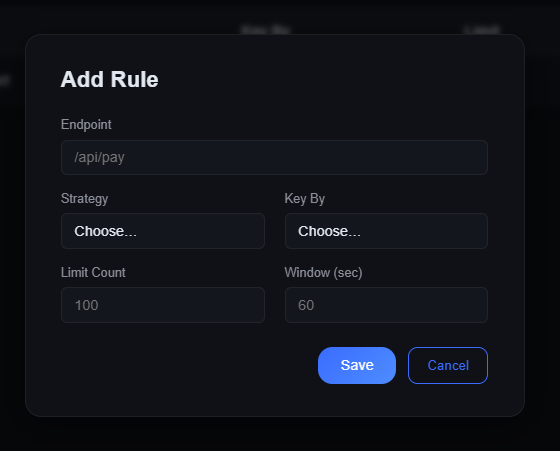 Key By Limit
Add Rule
Endpoint
/api/pay
Strategy Key By
Choose... Choose...
Limit Count Window (sec)
100 60
Save Cancel